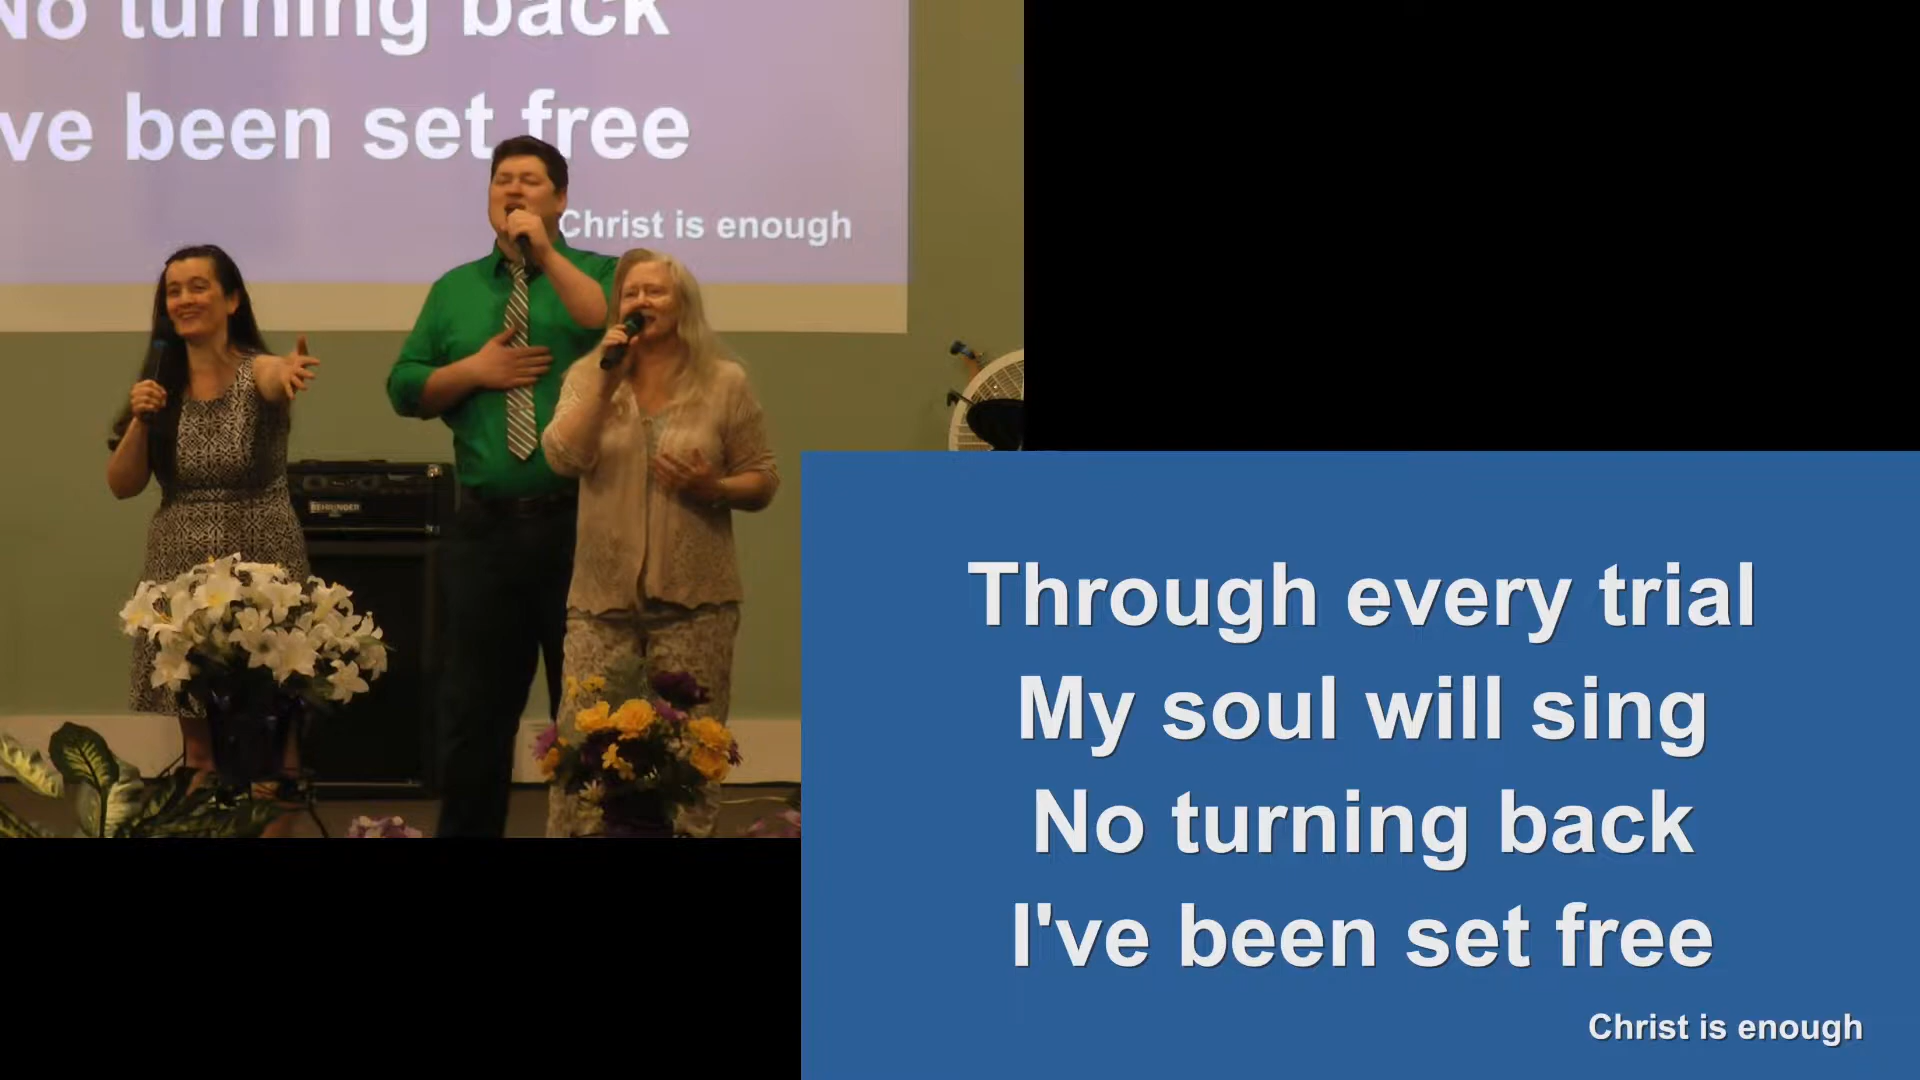 No turning back
've been set free
Christ is enough
BEHRINGER
Through every trial
My soul will sing
No turning back
I've been set free
Christ is enough